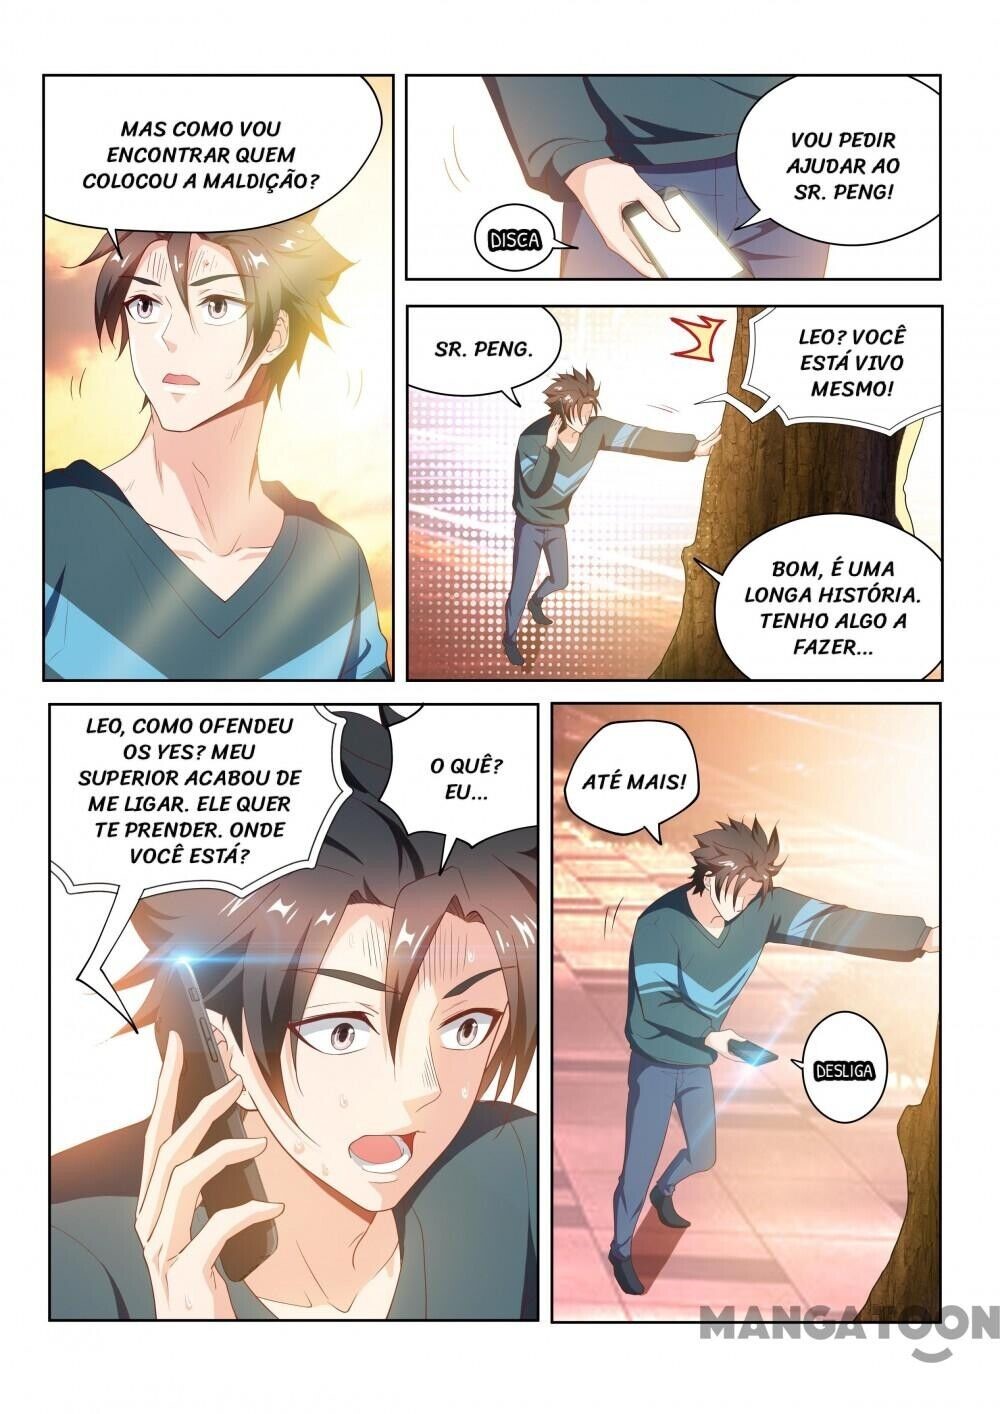 MAS COMO VOU
ENCONTRAR QUEM
COLOCOU A MALDIÇÃO?
VOU PEDIR
AJUDAR AO
SR. PENG!
DISCA
SR. PENG.
LEO? VOCÊ
ESTÁ VIVO
MESMO!
BOM, É UMA
LONGA HISTÓRIA.
TENHO ALGO A
FAZER...
LEO, COMO OFENDEU
OS YES? MEU
SUPERIOR ACABOU DE
ME LIGAR. ELE QUER
TE PRENDER. ONDE
VOCÊ ESTÁ?
O QUÊ?
EU...
ATÉ MAIS!
DESLIGA
MANGATOON